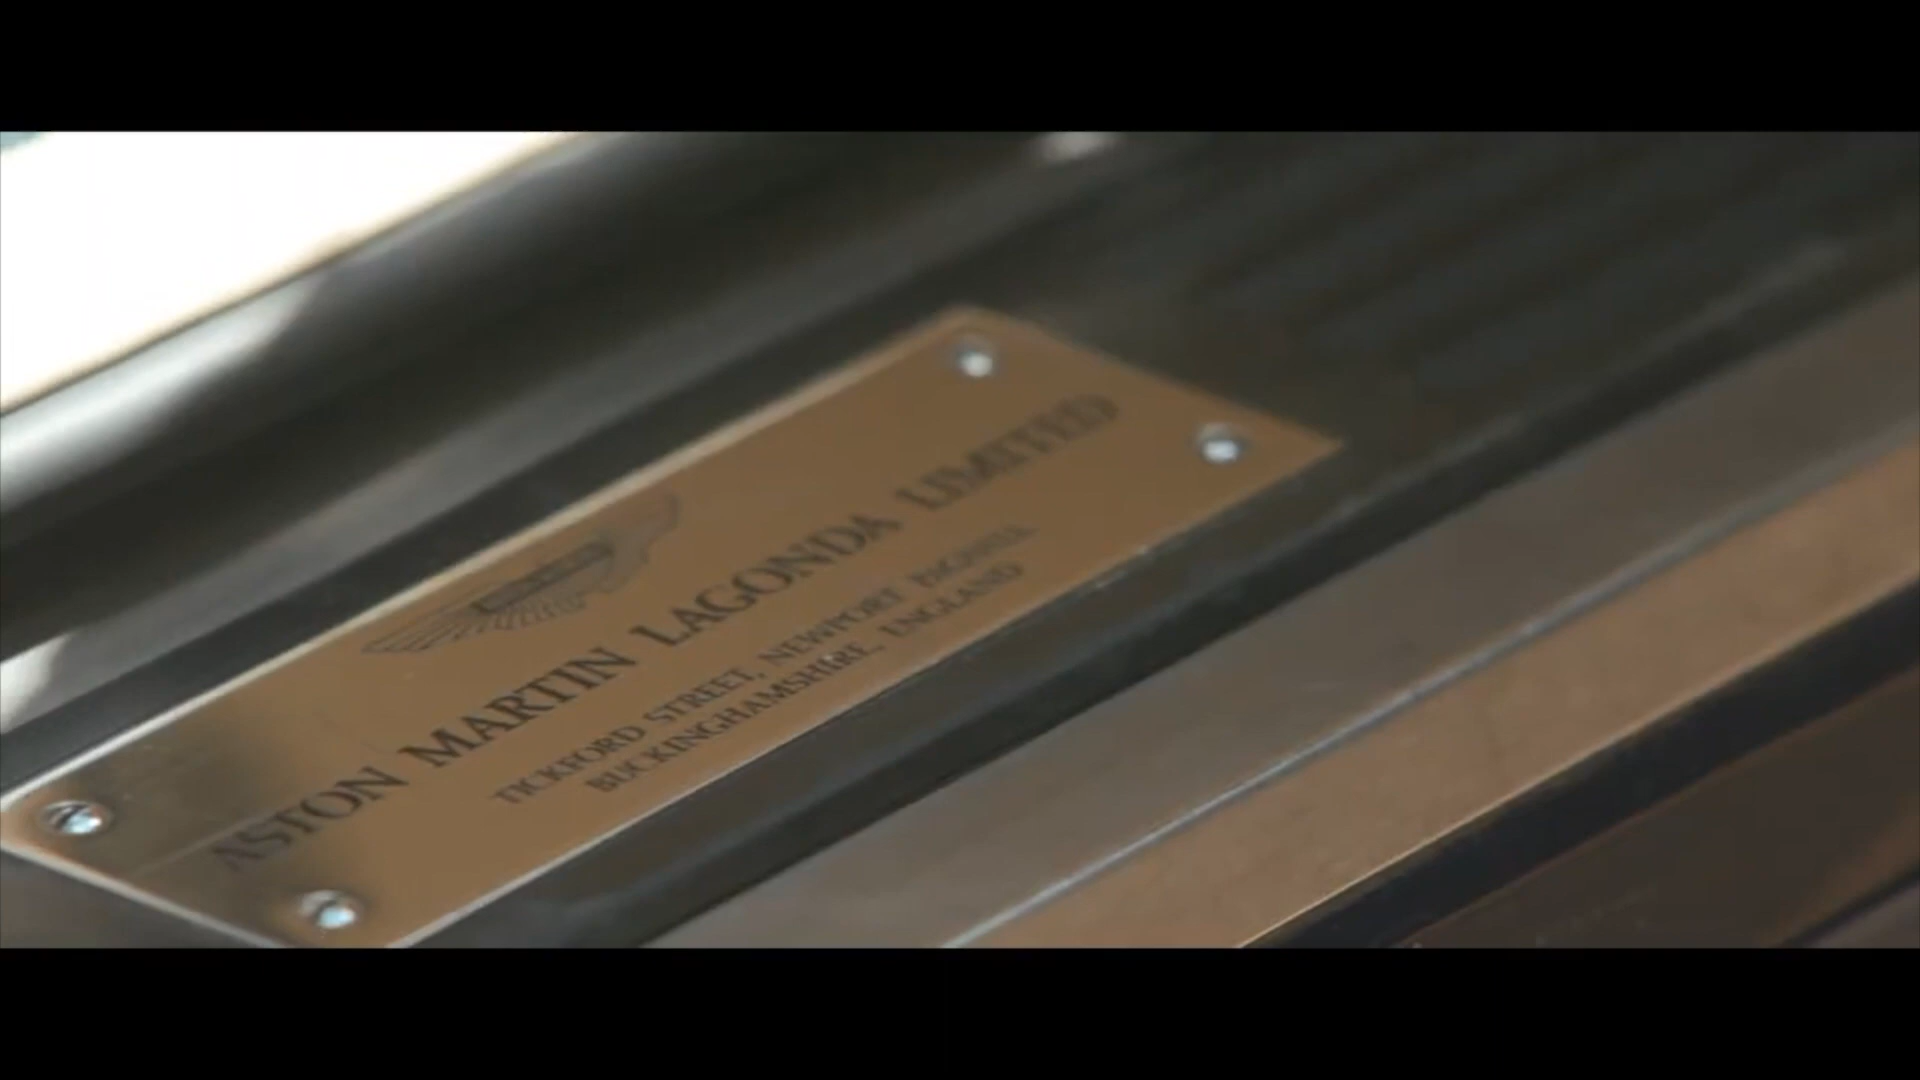 ASTON MARTIN LAGONDA LIMITED
TICKFORD STREET, NEWPORT PAGNELL
BUCKINGHAMSHIRE, ENGLAND